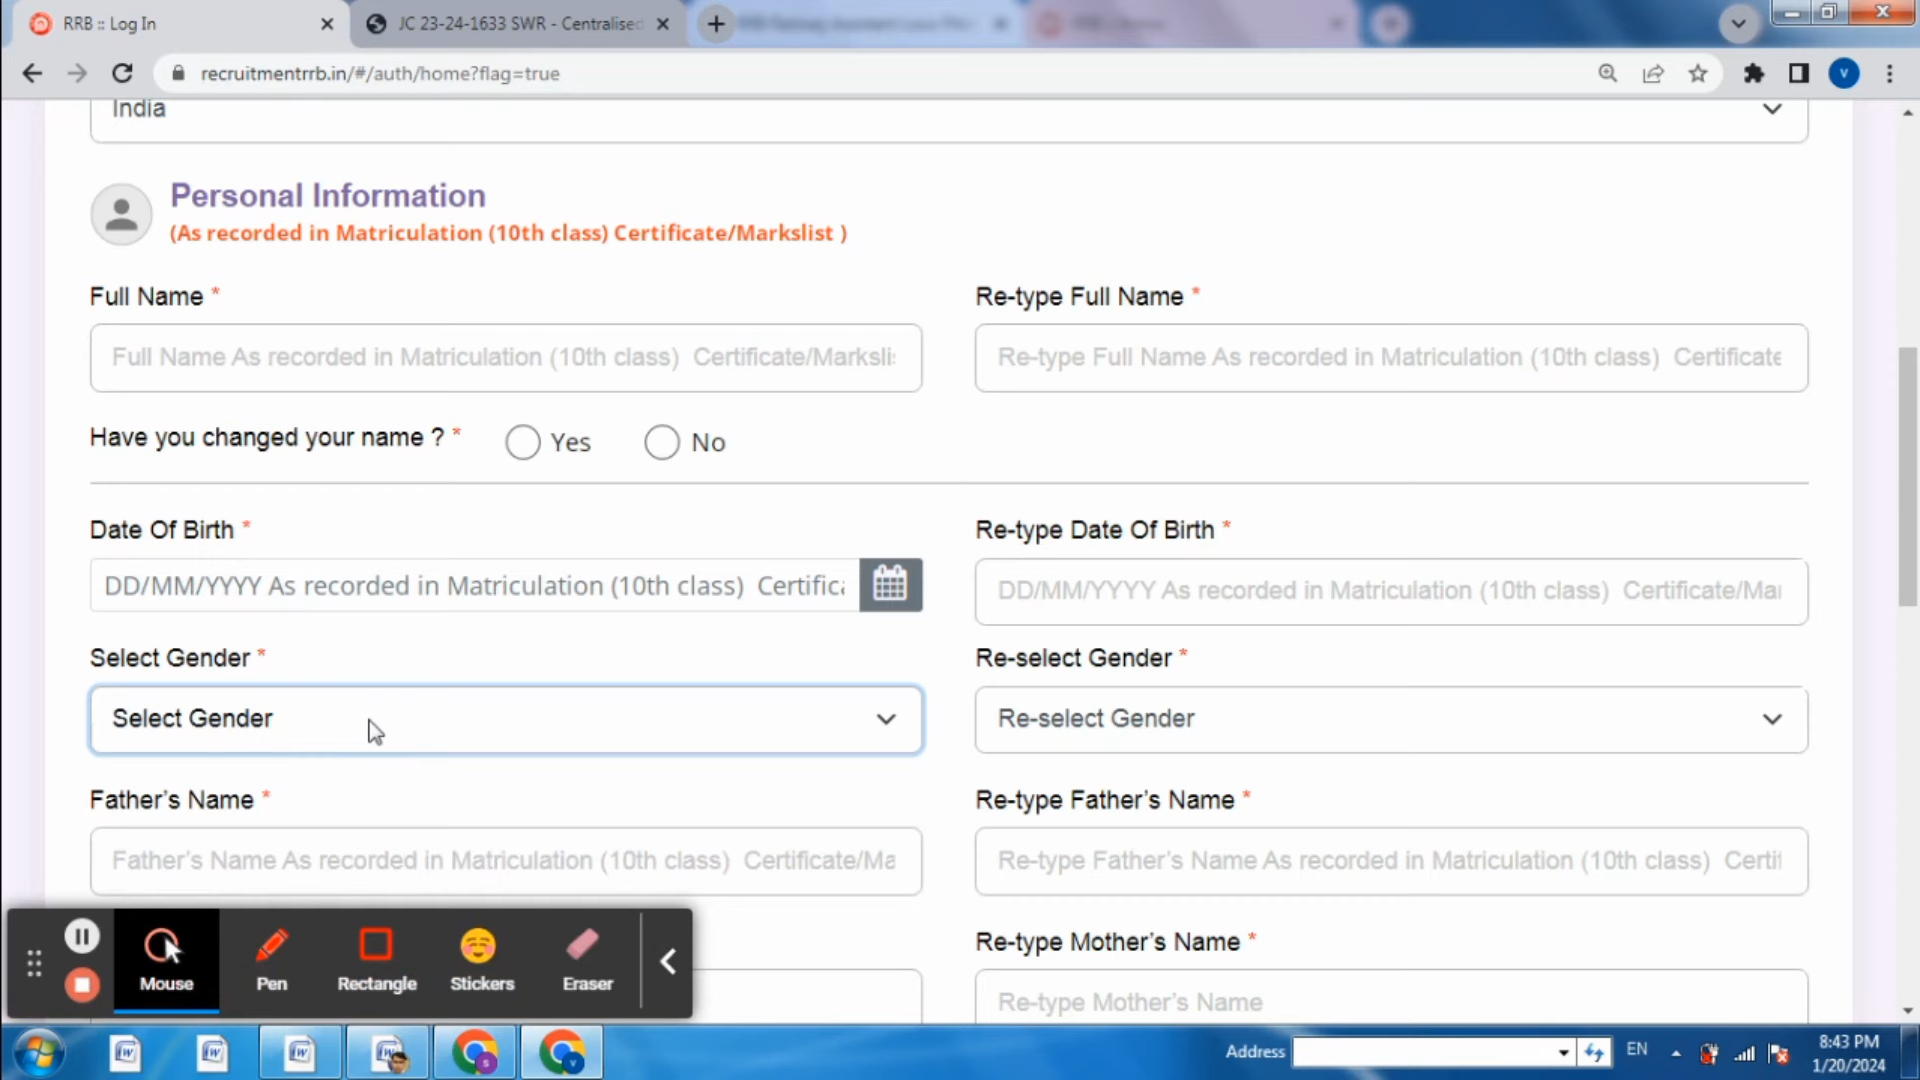 RRB :: Log In
JC 23-24-1633 SWR - Centralised
recruitmentrrb.in/#/auth/home?flag=true
V
India
Personal Information
(As recorded in Matriculation (10th class) Certificate/Markslist )
Full Name *
Re-type Full Name *
Full Name As recorded in Matriculation (10th class) Certificate/Marksli
Re-type Full Name As recorded in Matriculation (10th class) Certificate
Have you changed your name ? *
Yes
No
Date Of Birth *
Re-type Date Of Birth *
DD/MM/YYYY As recorded in Matriculation (10th class) Certifica
DD/MM/YYYY As recorded in Matriculation (10th class) Certificate/Mar
Select Gender *
Re-select Gender *
Select Gender
Re-select Gender
Father's Name *
Re-type Father's Name *
Father's Name As recorded in Matriculation (10th class) Certificate/Ma
Re-type Father's Name As recorded in Matriculation (10th class) Certif
Re-type Mother's Name *
Re-type Mother's Name
Mouse
Pen
Rectangle
Stickers
Eraser
Address
EN
8:43 PM
1/20/2024